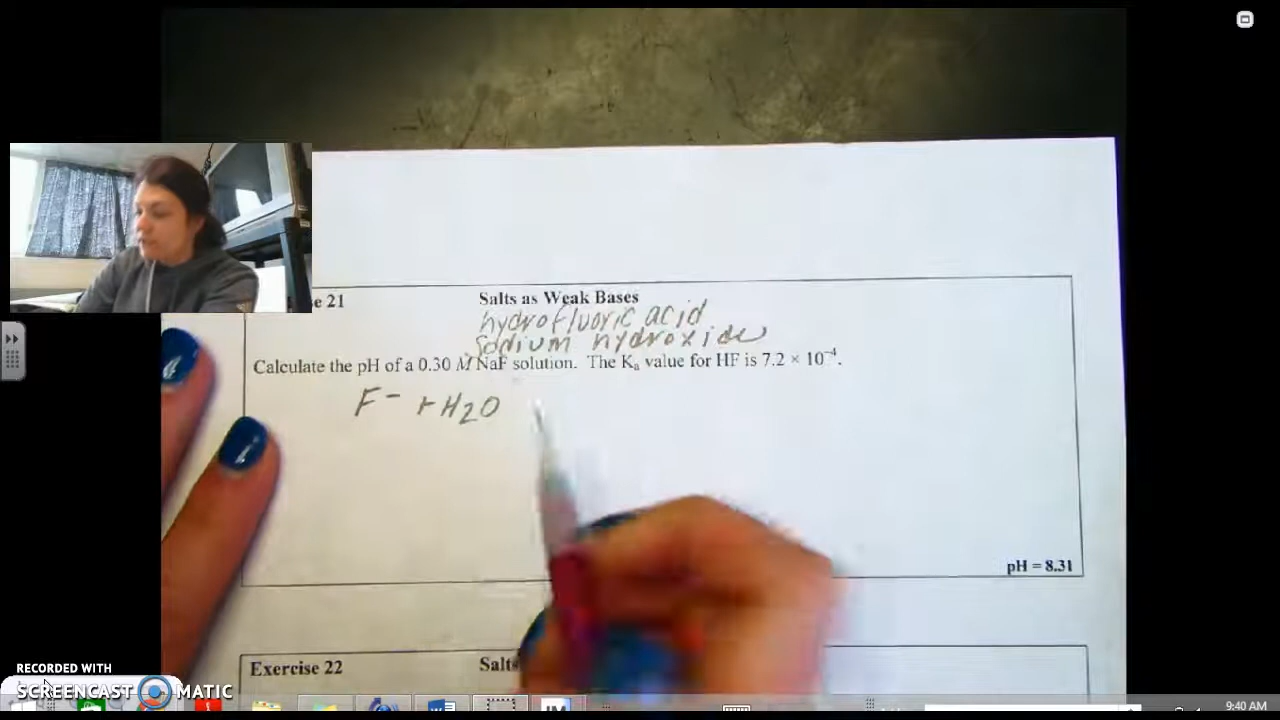 se 21 Salts as Weak Bases
hydrofluoric acid
sodium hydroxide
Calculate the pH of a 0.30 M NaF solution. The Kₐ value for HF is 7.2 × 10⁻⁴.
F⁻ + H₂O
pH = 8.31
Exercise 22 Salts
RECORDED WITH
SCREENCAST MATIC
9:40 AM